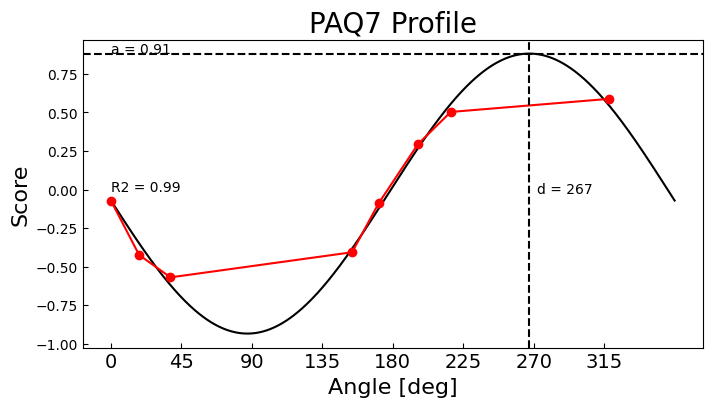 PAQ7 Profile
a = 0.91
0.75
0.50
0.25
0.00
−0.25
−0.50
−0.75
−1.00
R2 = 0.99
d = 267
Score
0 45 90 135 180 225 270 315
Angle [deg]